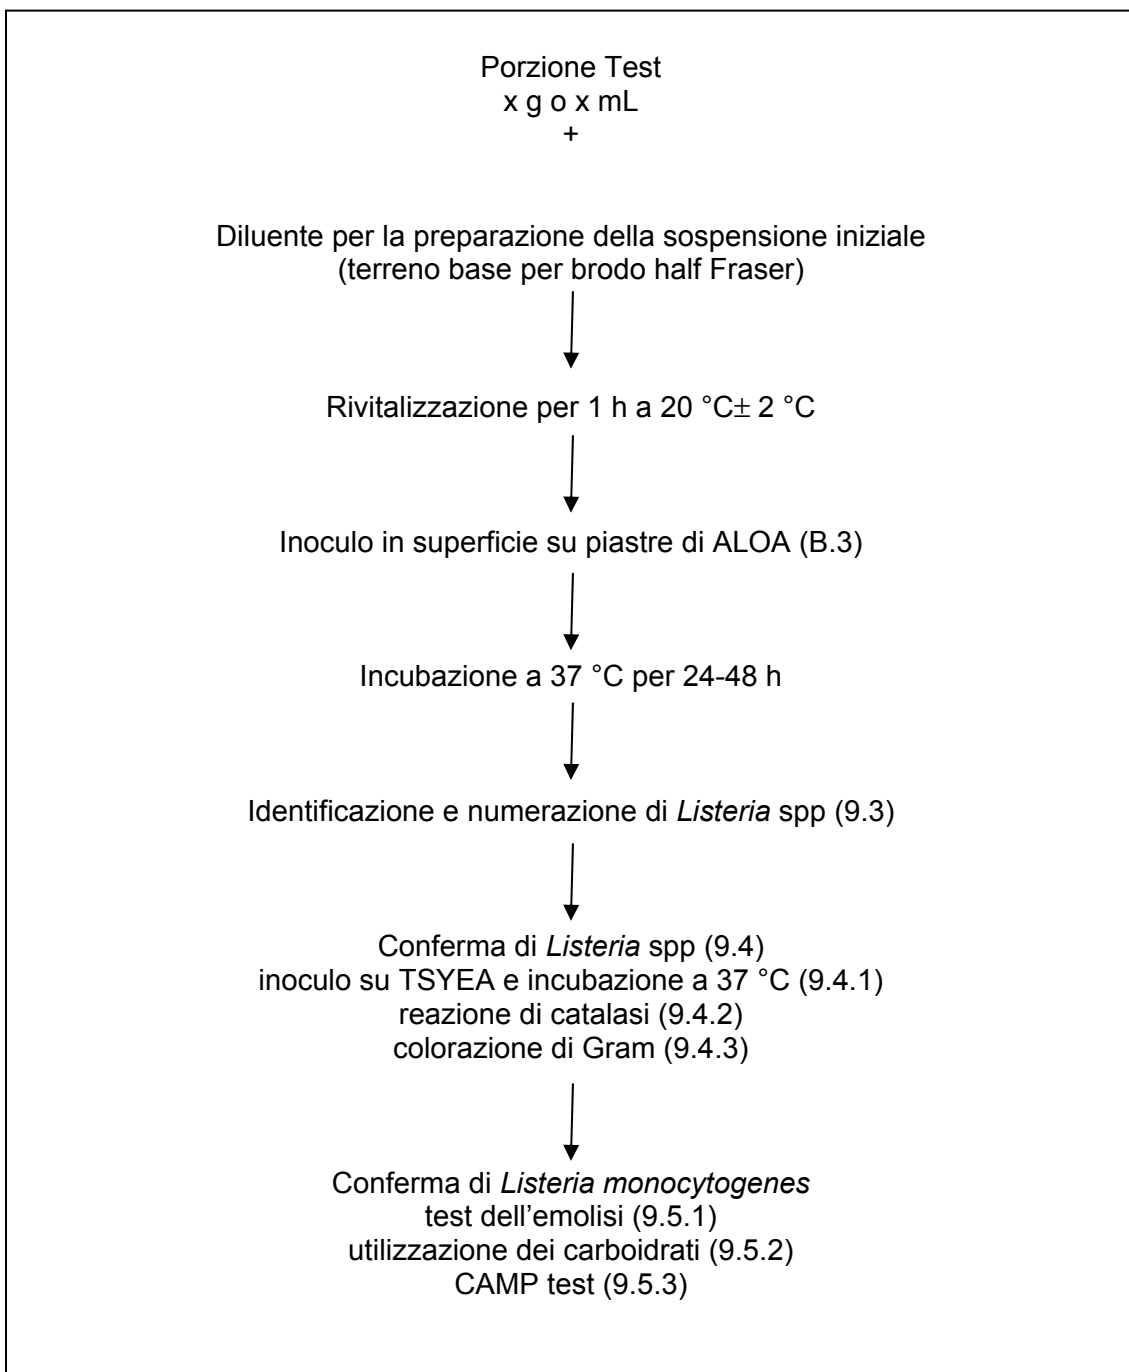 Porzione Test
x g o x mL
+
Diluente per la preparazione della sospensione iniziale
(terreno base per brodo half Fraser)
Rivitalizzazione per 1 h a 20 °C± 2 °C
Inoculo in superficie su piastre di ALOA (B.3)
Incubazione a 37 °C per 24-48 h
Identificazione e numerazione di Listeria spp (9.3)
Conferma di Listeria spp (9.4)
inoculo su TSYEA e incubazione a 37 °C (9.4.1)
reazione di catalasi (9.4.2)
colorazione di Gram (9.4.3)
Conferma di Listeria monocytogenes
test dell'emolisi (9.5.1)
utilizzazione dei carboidrati (9.5.2)
CAMP test (9.5.3)